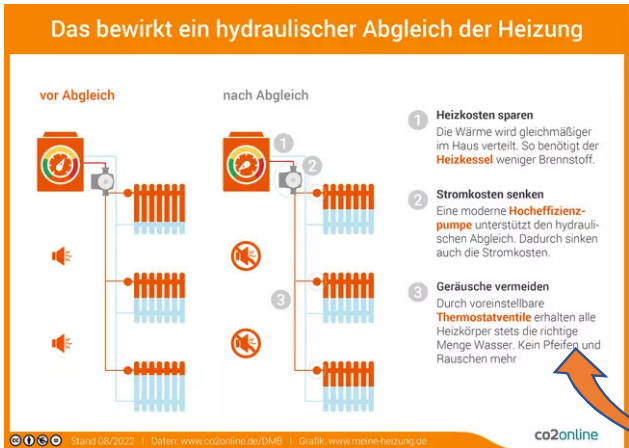 Das bewirkt ein hydraulischer Abgleich der Heizung
vor Abgleich
nach Abgleich
1
2
3
1
Heizkosten sparen
Die Wärme wird gleichmäßiger
im Haus verteilt. So benötigt der
Heizkessel weniger Brennstoff.
2
Stromkosten senken
Eine moderne Hocheffizienz-
pumpe unterstützt den hydrauli-
schen Abgleich. Dadurch sinken
auch die Stromkosten.
3
Geräusche vermeiden
Durch voreinstellbare
Thermostatventile erhalten alle
Heizkörper stets die richtige
Menge Wasser. Kein Pfeifen und
Rauschen mehr
Stand 08/2022 | Daten: www.co2online.de/DMB | Grafik: www.meine-heizung.de
co2online